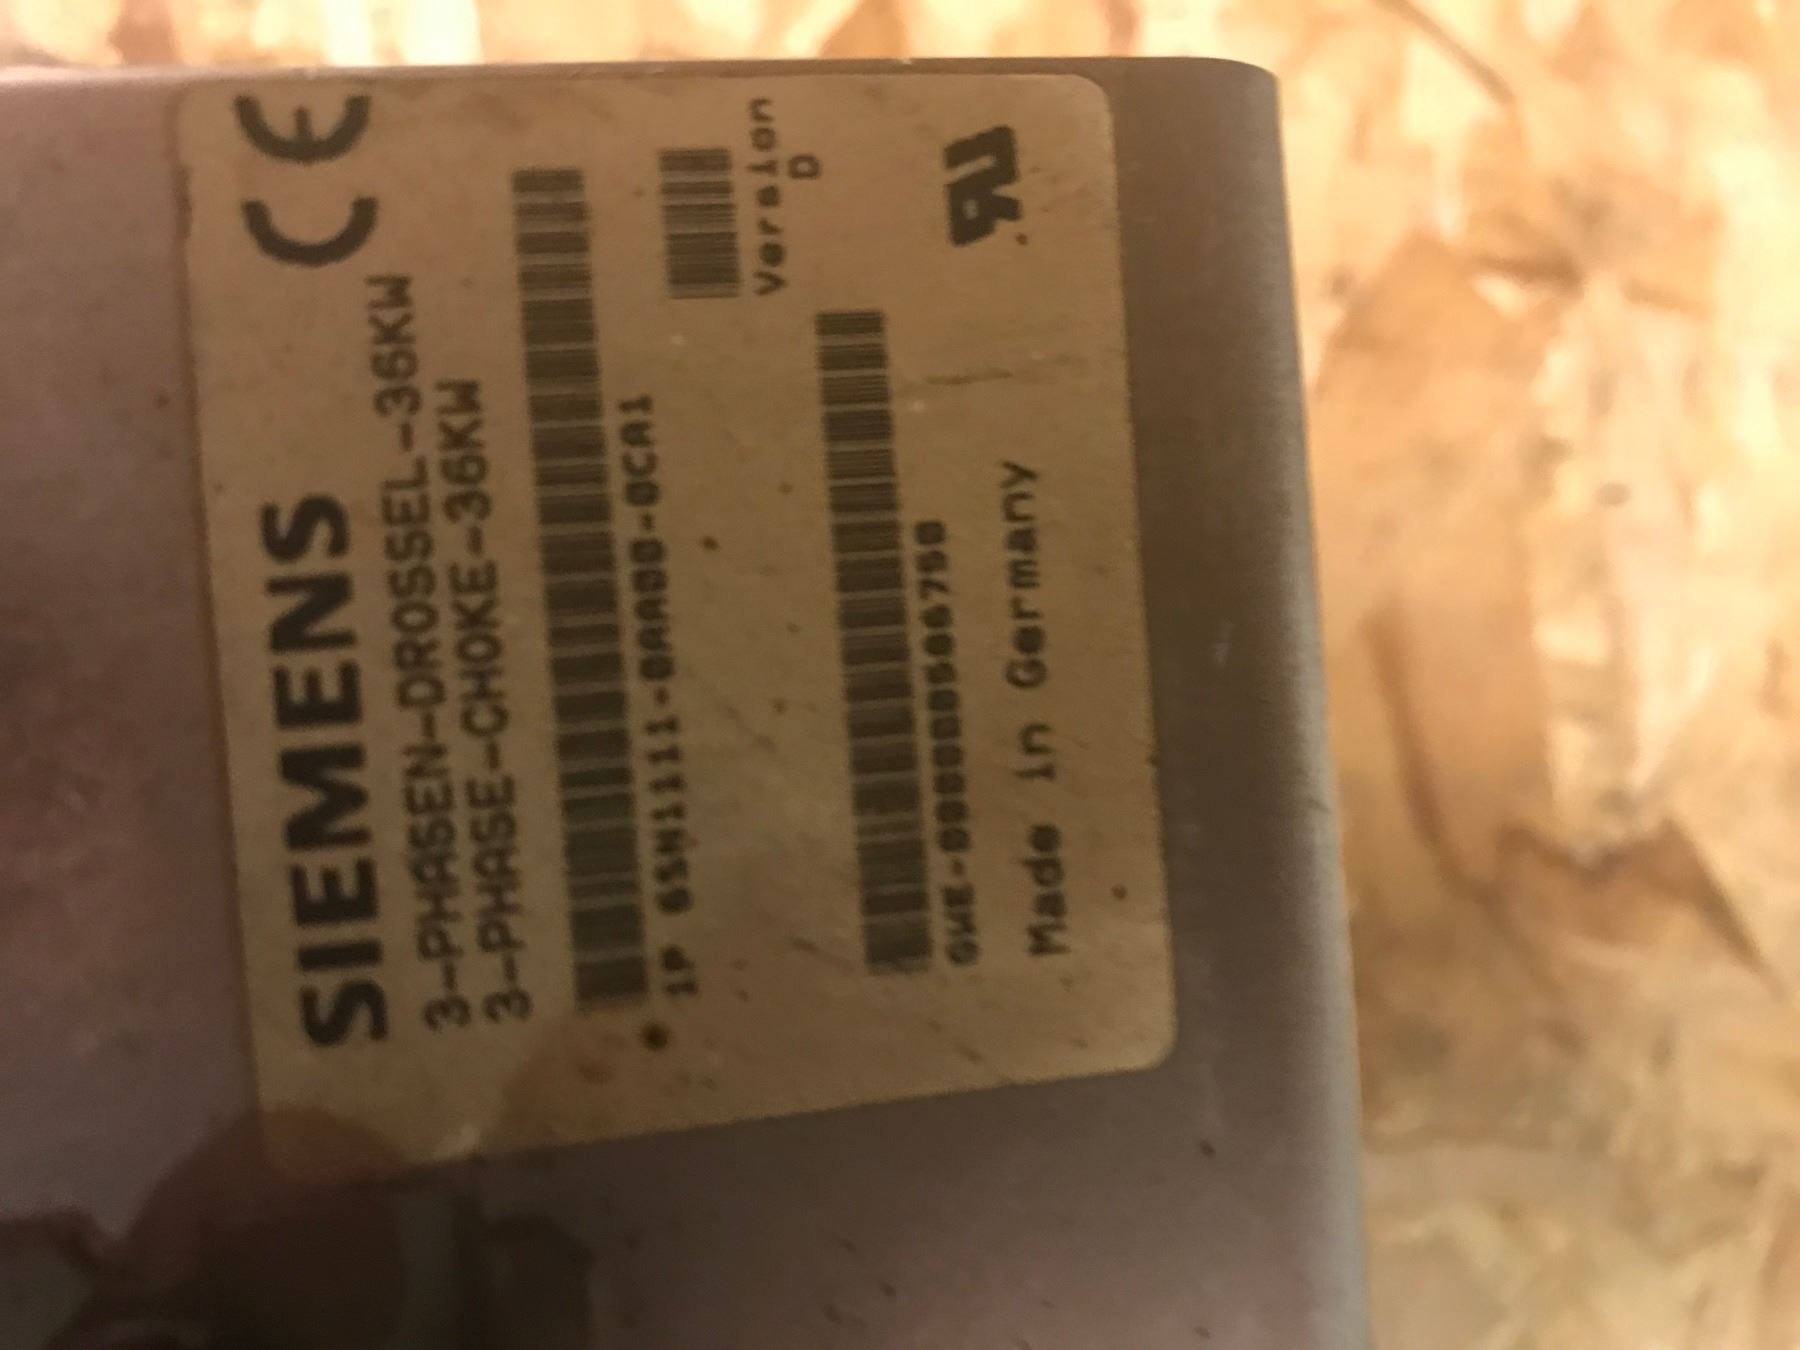 SIEMENS CE
3-PHASEN-DROSSEL-36KW
3-PHASE-CHOKE-36KW
1P 6SN1111-0AA00-0CA1
Version
D
Made in Germany